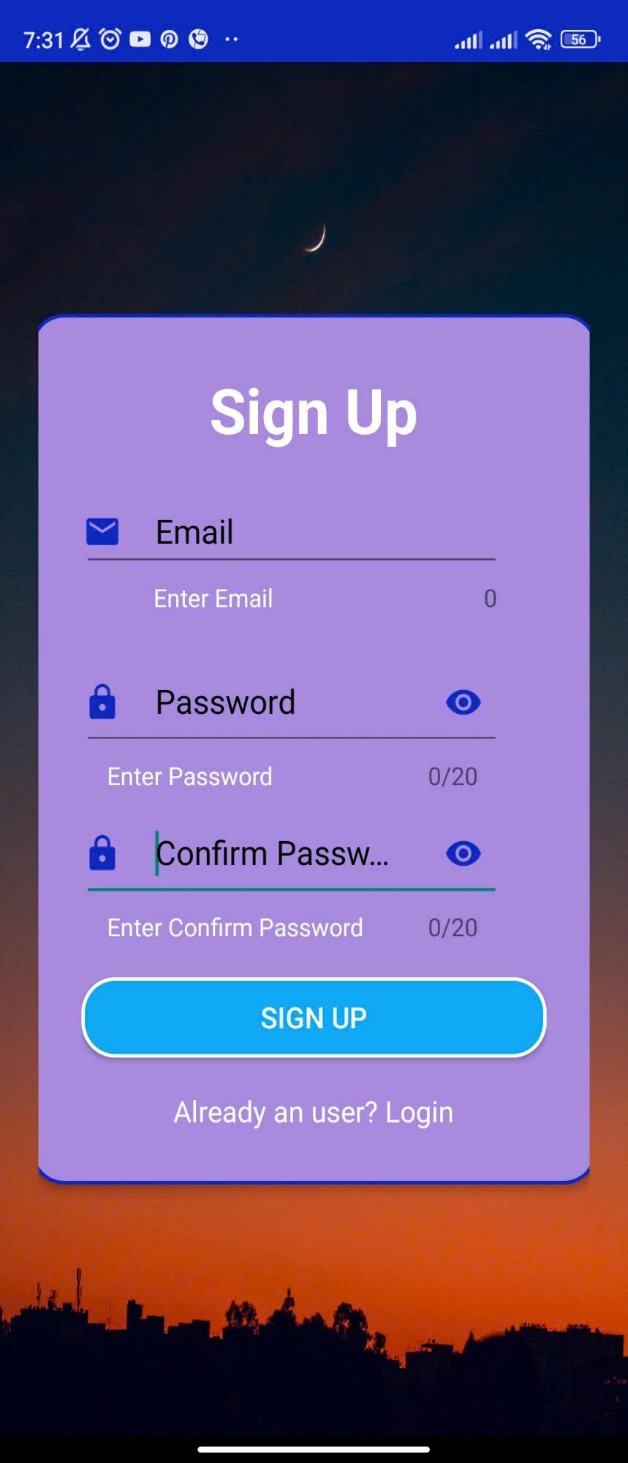 7:31
56
Sign Up
Email
Enter Email 0
Password
Enter Password 0/20
Confirm Passw...
Enter Confirm Password 0/20
SIGN UP
Already an user? Login